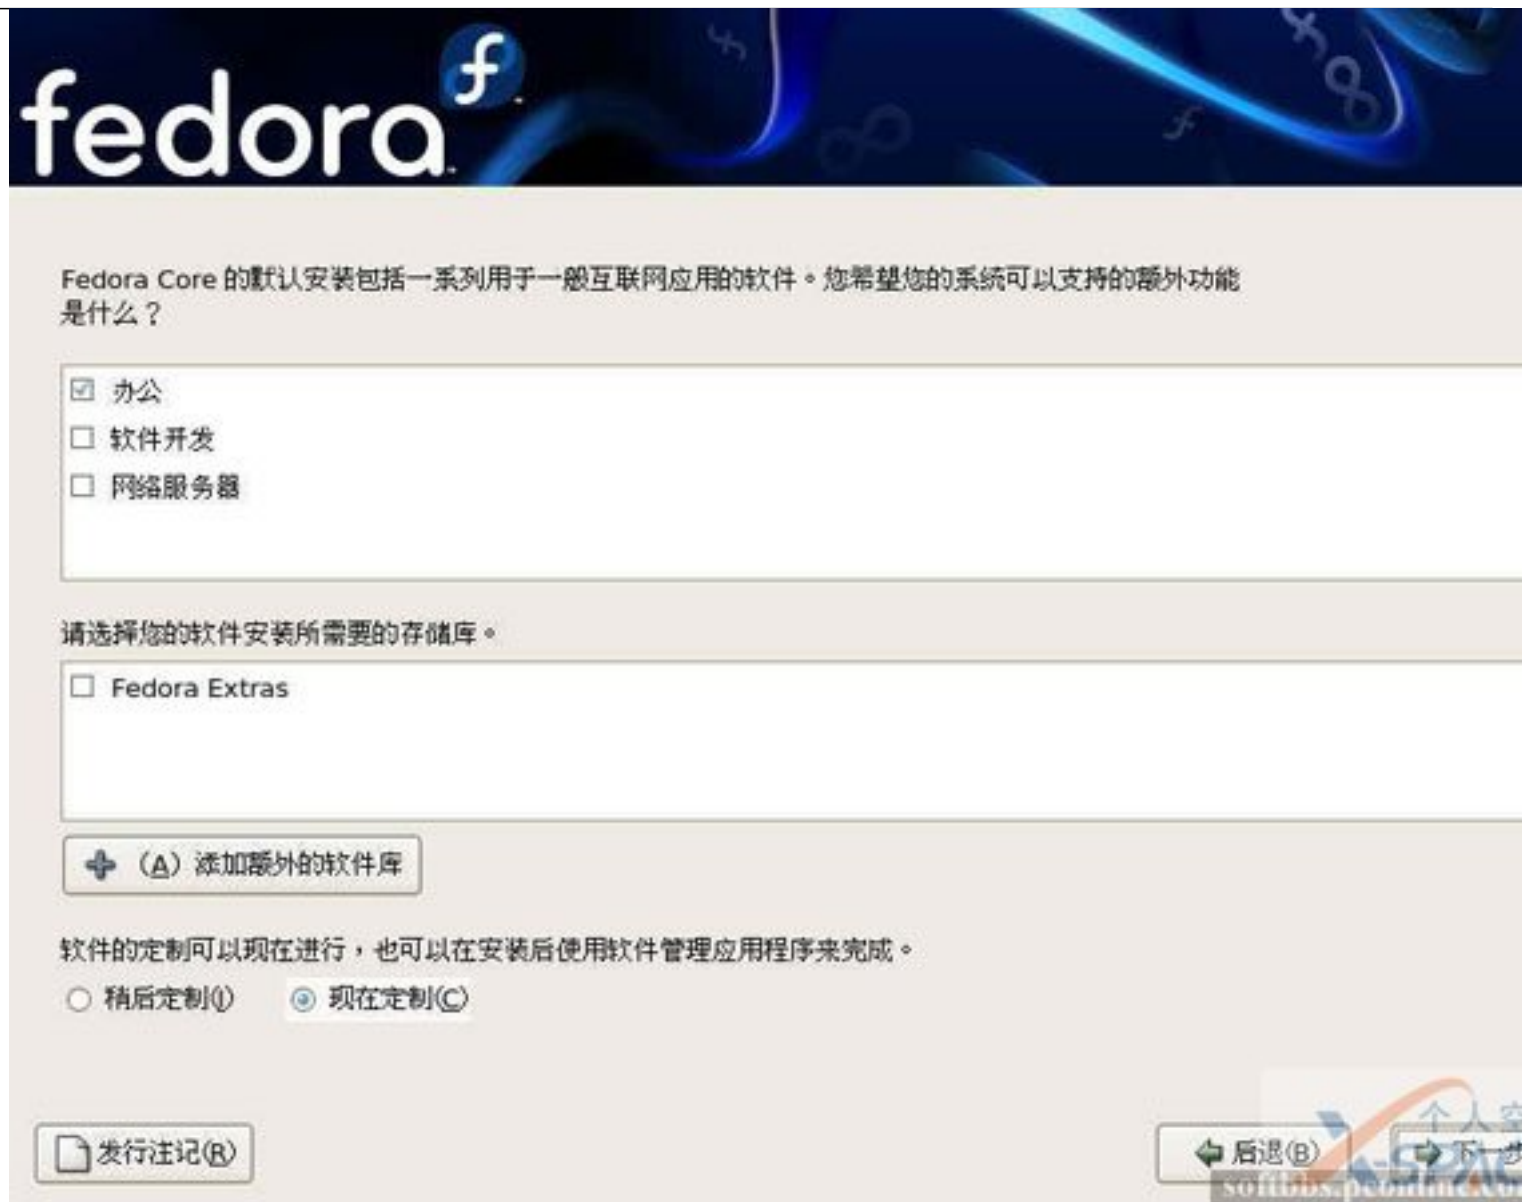 fedora
Fedora Core 的默认安装包括一系列用于一般互联网应用的软件。您希望您的系统可以支持的额外功能
是什么？
办公
软件开发
网络服务器
请选择您的软件安装所需要的存储库。
Fedora Extras
(A) 添加额外的软件库
软件的定制可以现在进行，也可以在安装后使用软件管理应用程序来完成。
稍后定制(l) 现在定制(C)
个人空
发行注记(R) 后退(B) 下一步